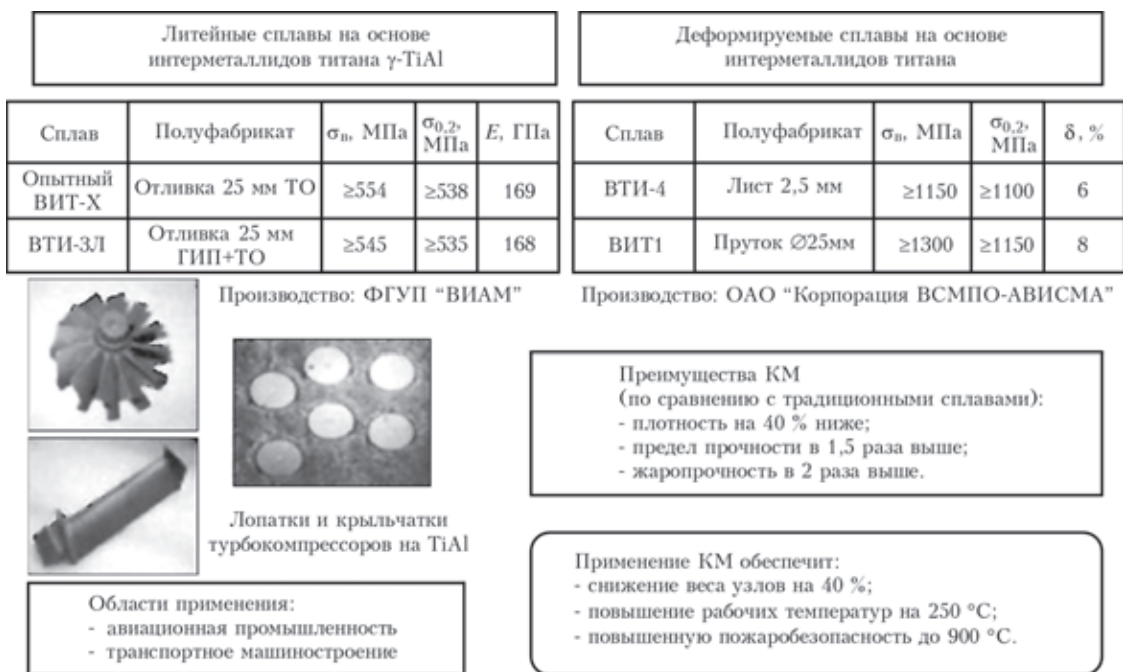 Литейные сплавы на основе
интерметаллидов титана γ-TiAl
Сплав Полуфабрикат σв, МПа σ0,2, МПа E, ГПа
Опытный ВИТ-Х Отливка 25 мм ТО ≥554 ≥538 169
ВТИ-3Л Отливка 25 мм ГИП+ТО ≥545 ≥535 168
Производство: ФГУП “ВИАМ”
Лопатки и крыльчатки
турбокомпрессоров на TiAl
Области применения:
- авиационная промышленность
- транспортное машиностроение
Деформируемые сплавы на основе
интерметаллидов титана
Сплав Полуфабрикат σв, МПа σ0,2, МПа δ, %
ВТИ-4 Лист 2,5 мм ≥1150 ≥1100 6
ВИТ1 Пруток ∅25мм ≥1300 ≥1150 8
Производство: ОАО “Корпорация ВСМПО-АВИСМА”
Преимущества КМ
(по сравнению с традиционными сплавами):
- плотность на 40 % ниже;
- предел прочности в 1,5 раза выше;
- жаропрочность в 2 раза выше.
Применение КМ обеспечит:
- снижение веса узлов на 40 %;
- повышение рабочих температур на 250 °С;
- повышенную пожаробезопасность до 900 °С.